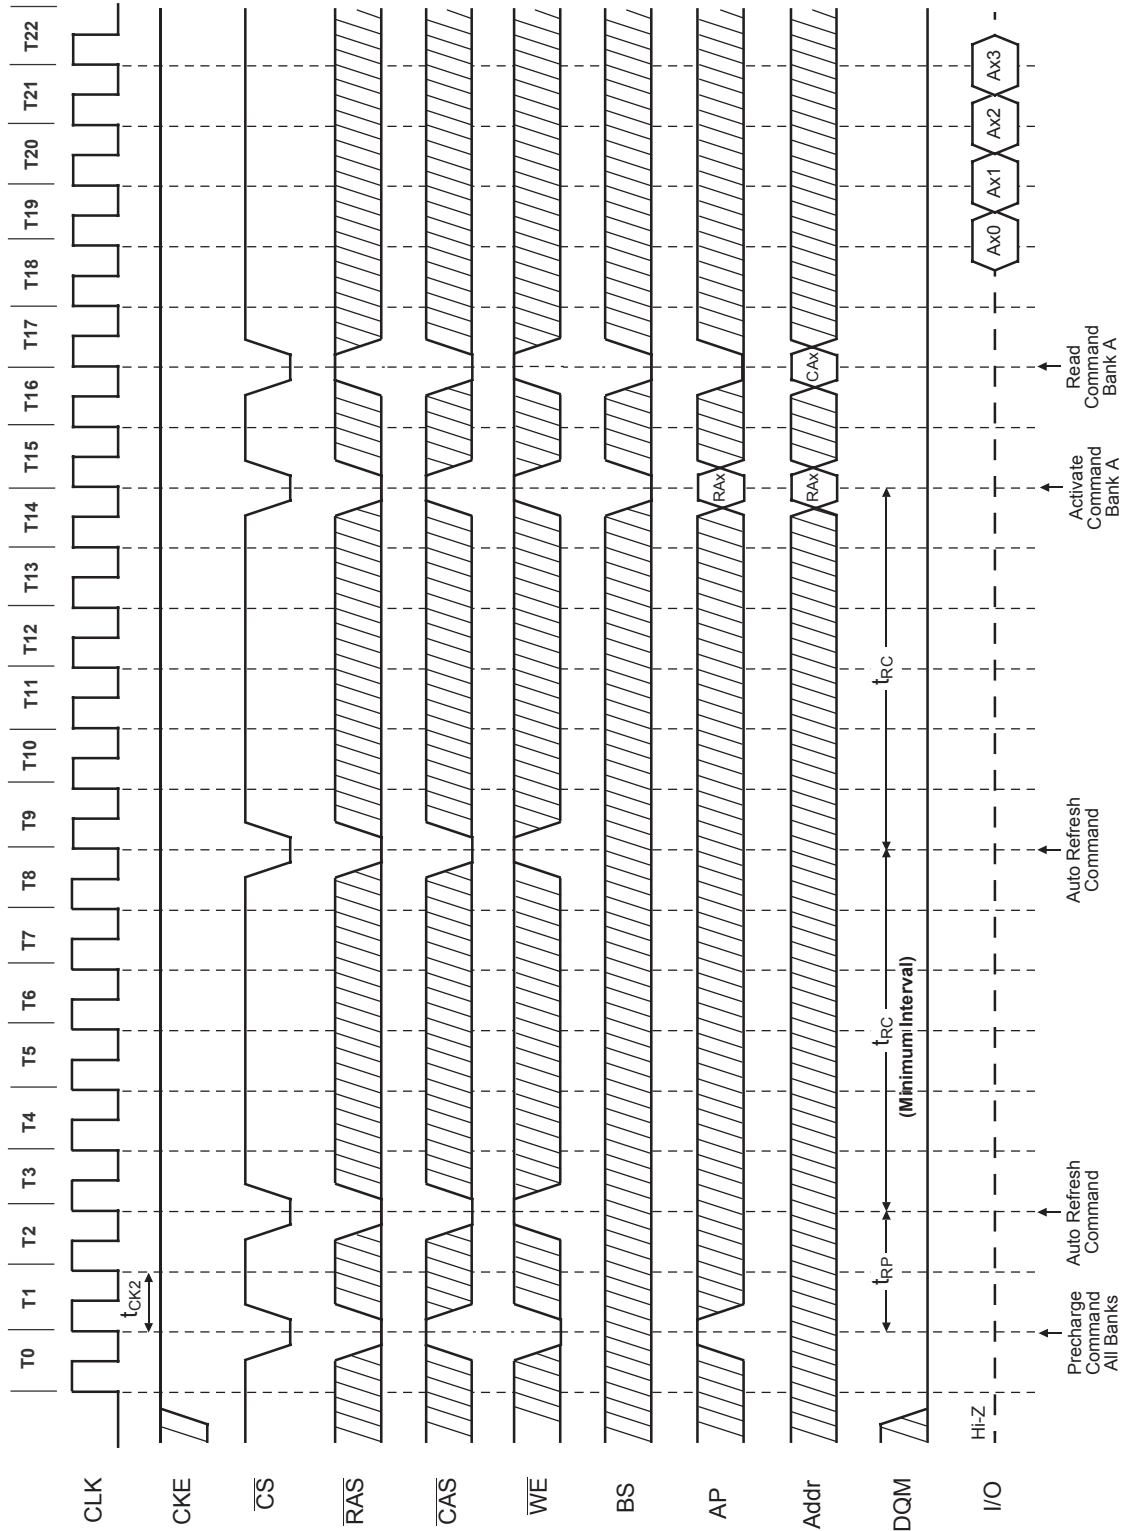 T0 T1 T2 T3 T4 T5 T6 T7 T8 T9 T10 T11 T12 T13 T14 T15 T16 T17 T18 T19 T20 T21 T22
CLK
tCK2
CKE
CS
RAS
CAS
WE
BS
AP
RAx
Addr
RAx CAx
DQM
tRP tRC tRC
(Minimum Interval)
I/O
Hi-Z
Ax0 Ax1 Ax2 Ax3
Precharge
Command
All Banks
Auto Refresh
Command
Auto Refresh
Command
Activate
Command
Bank A
Read
Command
Bank A